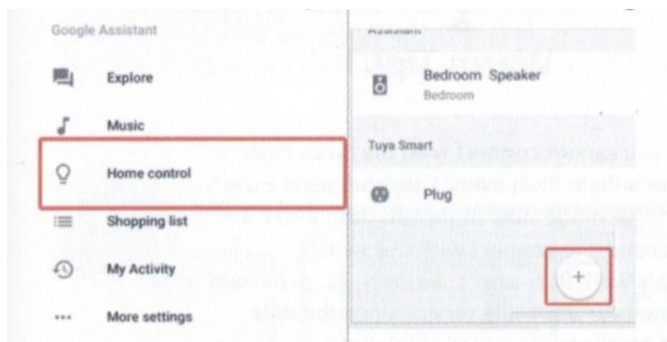 Google Assistant
Explore
Music
Home control
Shopping list
My Activity
More settings
Bedroom Speaker
Bedroom
Tuya Smart
Plug
+